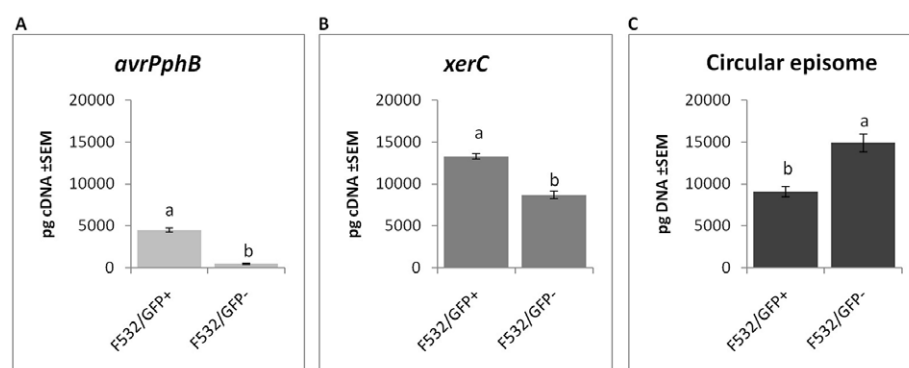 A
avrPphB
pg cDNA ±SEM
20000
15000
10000
5000
0
a
b
F532/GFP+
F532/GFP-
B
xerC
pg cDNA ±SEM
20000
15000
10000
5000
0
a
b
F532/GFP+
F532/GFP-
C
Circular episome
pg DNA ±SEM
20000
15000
10000
5000
0
b
a
F532/GFP+
F532/GFP-